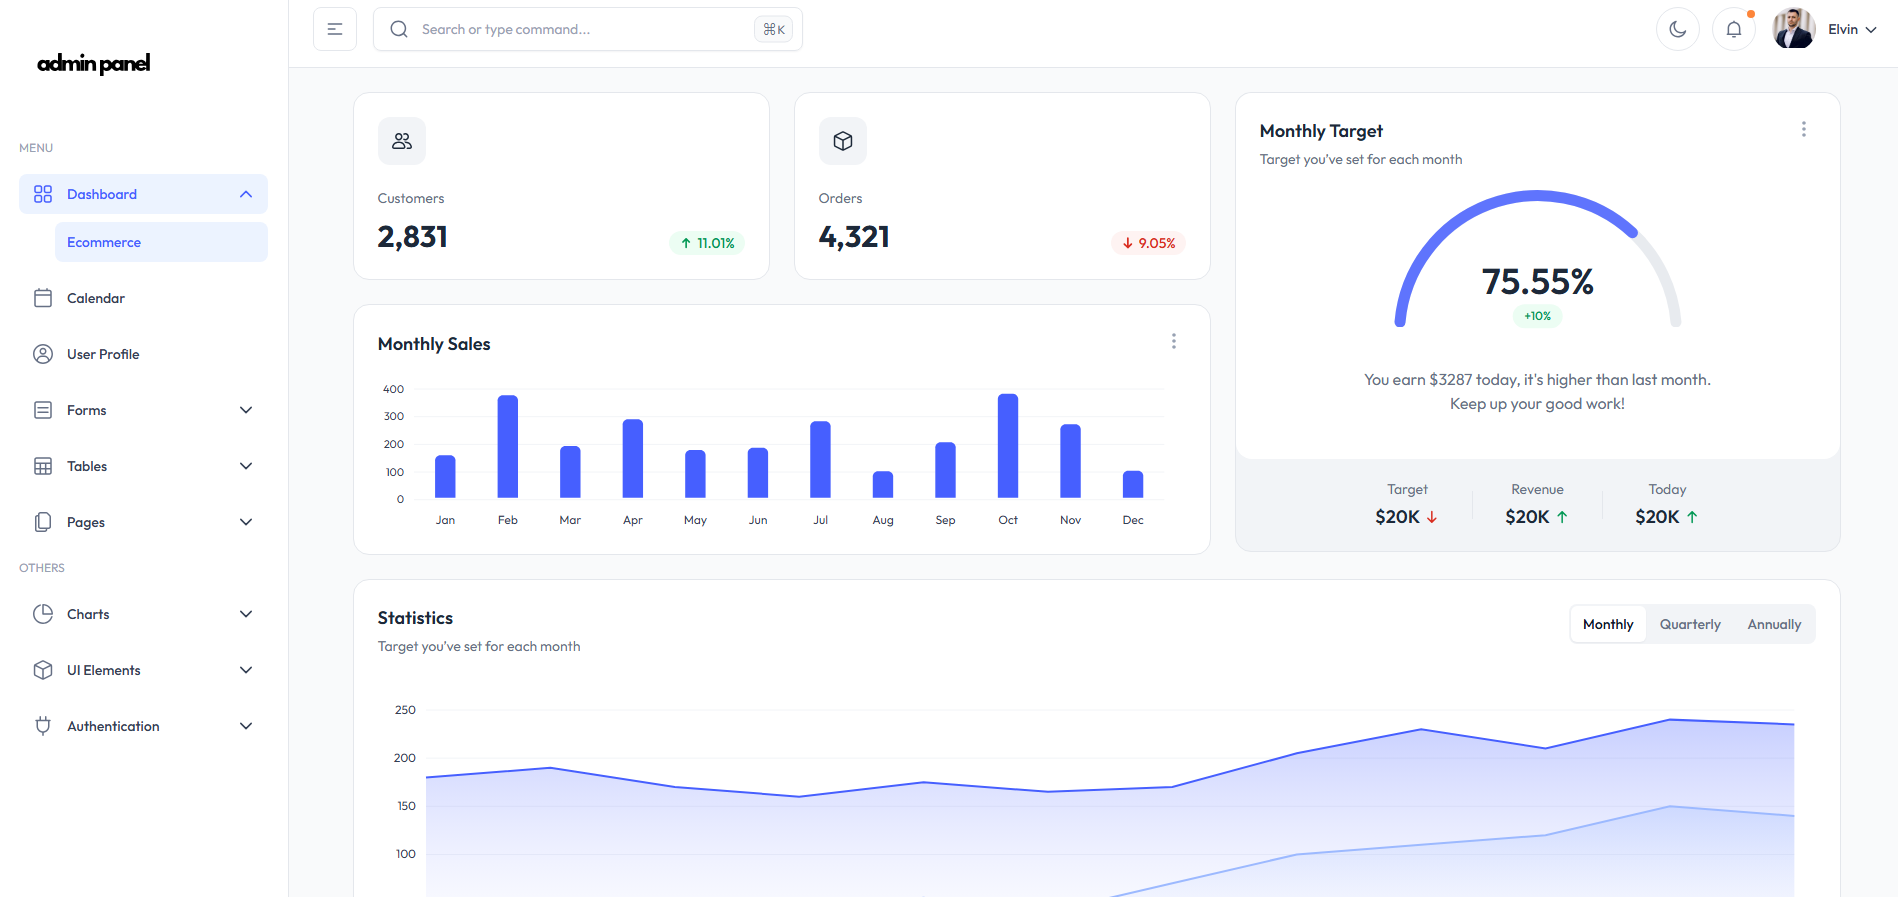 admin panel
MENU
Dashboard
Ecommerce
Calendar
User Profile
Forms
Tables
Pages
OTHERS
Charts
UI Elements
Authentication
Search or type command...
⌘K
Elvin
Customers
2,831
11.01%
Orders
4,321
9.05%
Monthly Target
Target you've set for each month
75.55%
+10%
You earn $3287 today, it's higher than last month.
Keep up your good work!
Target
$20K
Revenue
$20K
Today
$20K
Monthly Sales
400
300
200
100
0
Jan Feb Mar Apr May Jun Jul Aug Sep Oct Nov Dec
Statistics
Target you've set for each month
Monthly Quarterly Annually
250
200
150
100